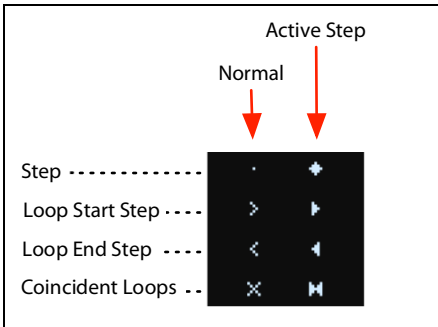 Active Step
Normal
Step
Loop Start Step
Loop End Step
Coincident Loops